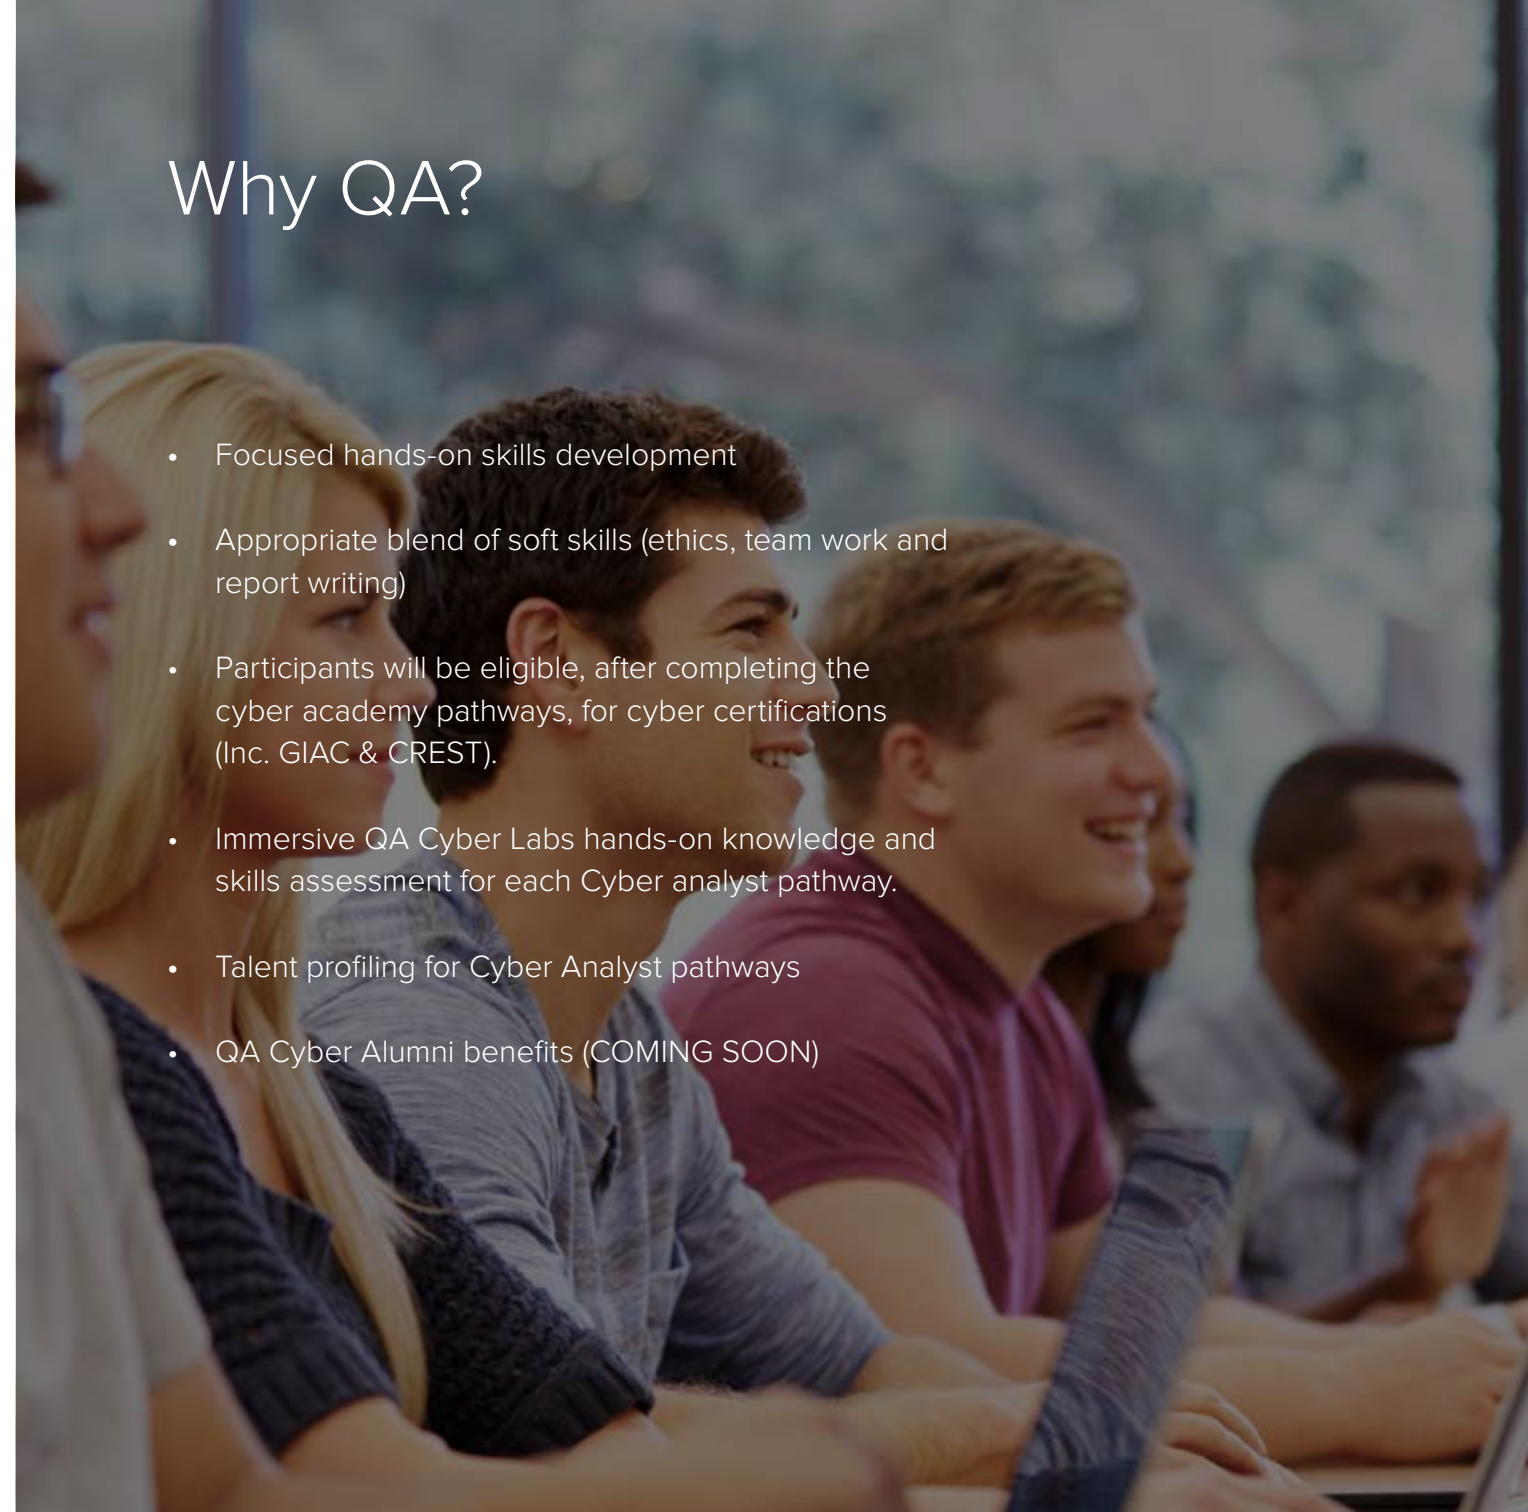 Why QA?
• Focused hands-on skills development
• Appropriate blend of soft skills (ethics, team work and
report writing)
• Participants will be eligible, after completing the
cyber academy pathways, for cyber certifications
(Inc. GIAC & CREST).
• Immersive QA Cyber Labs hands-on knowledge and
skills assessment for each Cyber analyst pathway.
• Talent profiling for Cyber Analyst pathways
• QA Cyber Alumni benefits (COMING SOON)